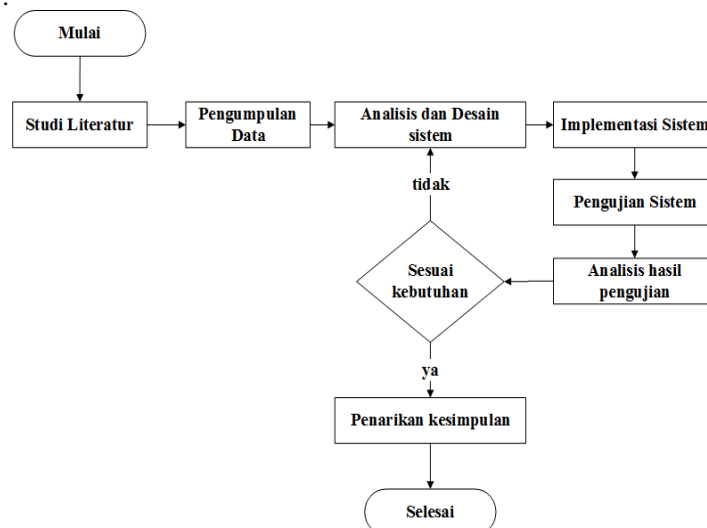 .
Mulai
Studi Literatur
Pengumpulan
Data
Analisis dan Desain
sistem
Implementasi Sistem
Pengujian Sistem
Analisis hasil
pengujian
tidak
Sesuai
kebutuhan
ya
Penarikan kesimpulan
Selesai